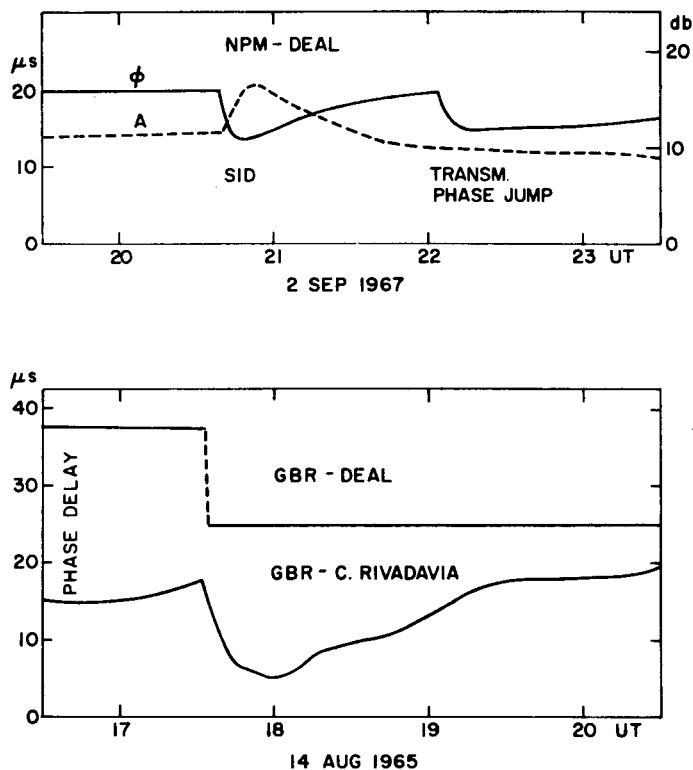 NPM - DEAL
db
μs
20
φ
A
10
0
20
10
0
SID
TRANSM.
PHASE JUMP
20 21 22 23 UT
2 SEP 1967
μs
40
30
20
10
0
PHASE DELAY
GBR - DEAL
GBR - C. RIVADAVIA
17 18 19 20 UT
14 AUG 1965